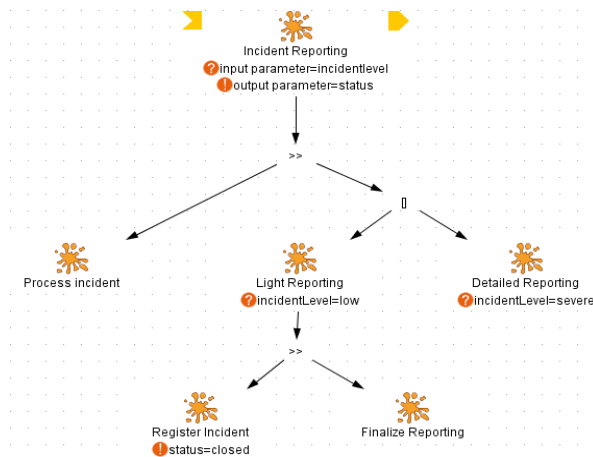 Incident Reporting
? input parameter=incidentlevel
! output parameter=status
>>
[]
Process incident
Light Reporting
? incidentLevel=low
Detailed Reporting
? incidentLevel=severe
>>
Register Incident
! status=closed
Finalize Reporting